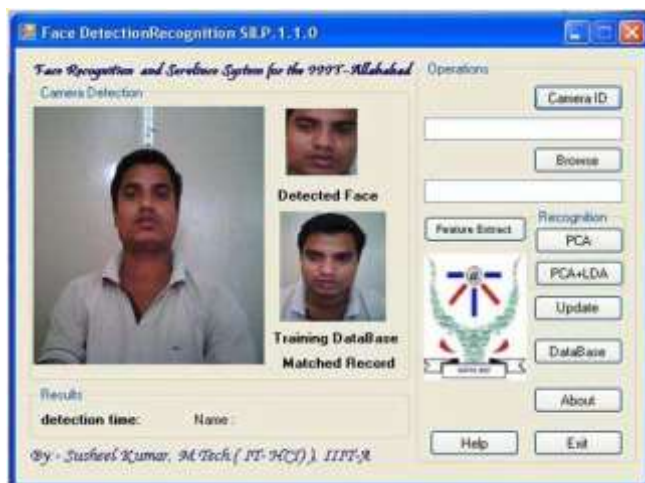 Face DetectionRecognition SILP.1.1.0
Face Recognition and Serelince System for the 999T-Allahabad
Operations
Camera Detection
Camera ID
Detected Face
Browse
Recognition
Feature Extract
PCA
PCA+LDA
Update
Training DataBase
Matched Record
DataBase
Results
detection time:
Name :
About
Help
Exit
By:- Susheel Kumar, M.Tech.( IT- HCI) ), IIIT-A